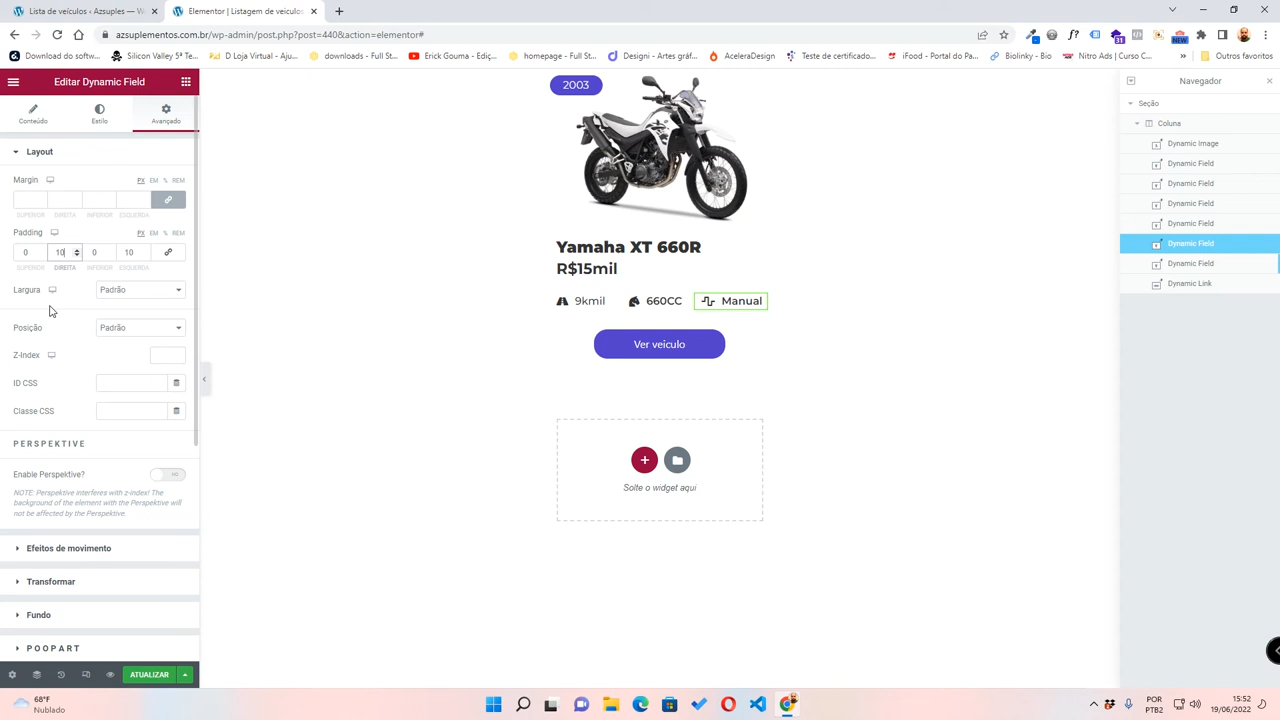 Lista de veículos ‹ Azsuples — W
Elementor | Listagem de veículos
azsuplementos.com.br/wp-admin/post.php?post=440&action=elementor#
Download do softw...
Silicon Valley 5ª Te...
D Loja Virtual - Ajus...
downloads - Full St...
Erick Gouma - Full...
homepage - Full St...
Designi - Artes gráf...
AceleraDesign
Teste de certificado...
iFood - Portal do Pa...
Biolinky - Bio
Nitro Ads | Curso C...
Outros favoritos
31
NEW
Editar Dynamic Field
Conteúdo
Estilo
Avançado
Layout
Margin
PX EM % REM
SUPERIOR DIREITA INFERIOR ESQUERDA
Padding
PX EM % REM
0 10 0 10
SUPERIOR DIREITA INFERIOR ESQUERDA
Largura Padrão
Posição Padrão
Z-Index
ID CSS
Classe CSS
PERSPEKTIVE
Enable Perspektive?
NOTE: Perspektive interferes with z-index! The
background of the element with the Perspektive will
not be affected by the Perspektive.
Efeitos de movimento
Transformar
Fundo
POOPART
ATUALIZAR
2003
Yamaha XT 660R
R$15mil
9kmil 660CC Manual
Ver veiculo
Solte o widget aqui
Navegador
Seção
Coluna
Dynamic Image
Dynamic Field
Dynamic Field
Dynamic Field
Dynamic Field
Dynamic Field
Dynamic Field
Dynamic Link
68°F
Nublado
POR
PTB2
15:52
19/06/2022